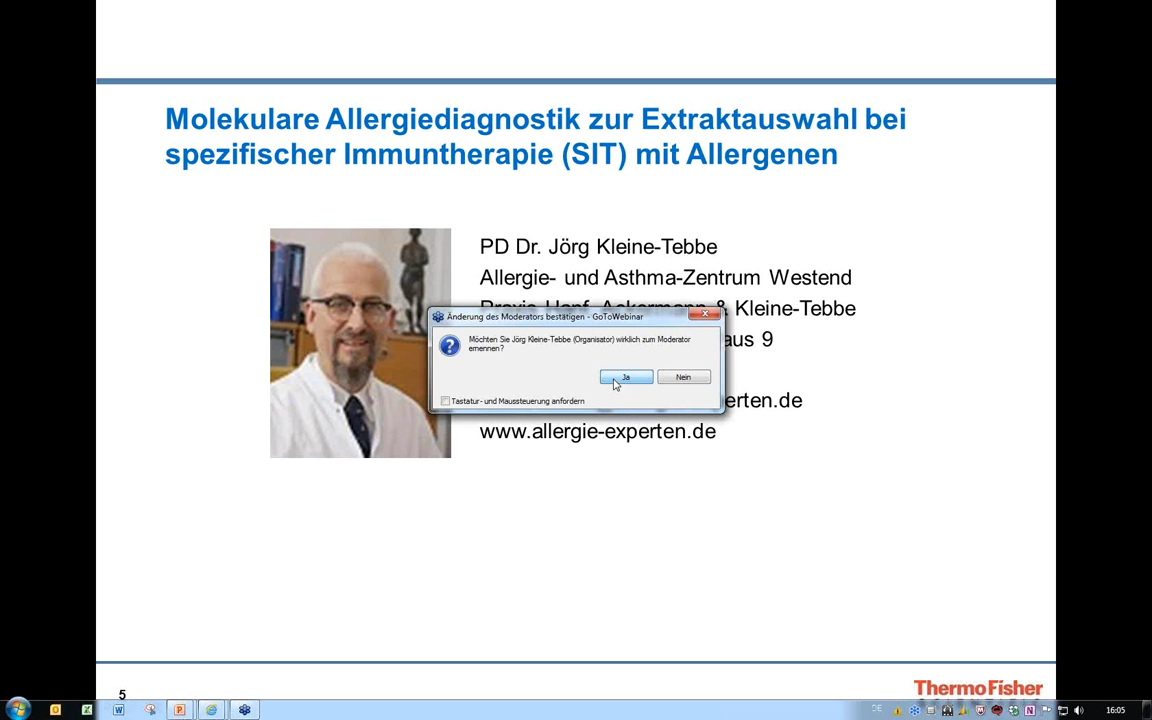 Molekulare Allergiediagnostik zur Extraktauswahl bei
spezifischer Immuntherapie (SIT) mit Allergenen
PD Dr. Jörg Kleine-Tebbe
Allergie- und Asthma-Zentrum Westend
& Kleine-Tebbe
Änderung des Moderators bestätigen - GoToWebinar
Möchten Sie Jörg Kleine-Tebbe (Organisator) wirklich zum Moderator
ernennen?
aus 9
Ja
Nein
Tastatur- und Maussteuerung anfordern
erten.de
www.allergie-experten.de
5
ThermoFisher
DE
16:05